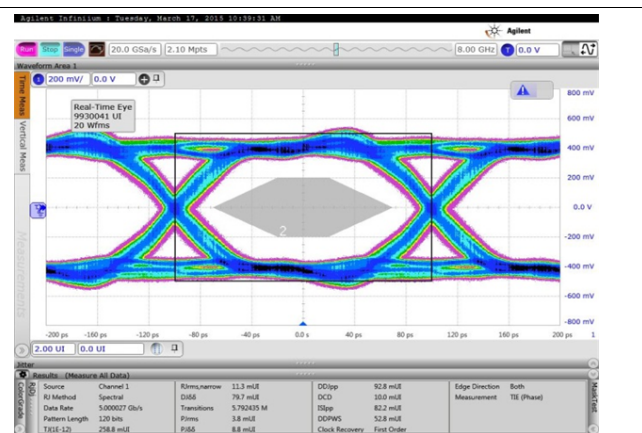 Agilent Infiniium : Tuesday, March 17, 2015 10:39:31 AM
Agilent
Run Stop Single 20.0 GSa/s 2.10 Mpts 8.00 GHz T 0.0 V
Waveform Area 1
1 200 mV/ 0.0 V
Time Meas
Vertical Meas
Measurements
Real-Time Eye
9930041 UI
20 Wfms
800 mV
600 mV
400 mV
200 mV
0.0 V
-200 mV
-400 mV
-600 mV
-800 mV
2
-200 ps -160 ps -120 ps -80 ps -40 ps 0.0 s 40 ps 80 ps 120 ps 160 ps 200 ps 1
2.00 UI 0.0 UI
Jitter
Results (Measure All Data)
ColorGrade
RJDJ
MaskTest
Source Channel 1 RJrms,narrow 11.3 mUI DDJpp 92.8 mUI Edge Direction Both
RJ Method Spectral DJδδ 79.7 mUI DCD 10.0 mUI Measurement TIE (Phase)
Data Rate 5.000027 Gb/s Transitions 5.792435 M ISIpp 82.2 mUI
Pattern Length 120 bits PJrms 3.8 mUI DDPWS 52.8 mUI
TJ(1E-12) 258.8 mUI PJδδ 8.8 mUI Clock Recovery First Order